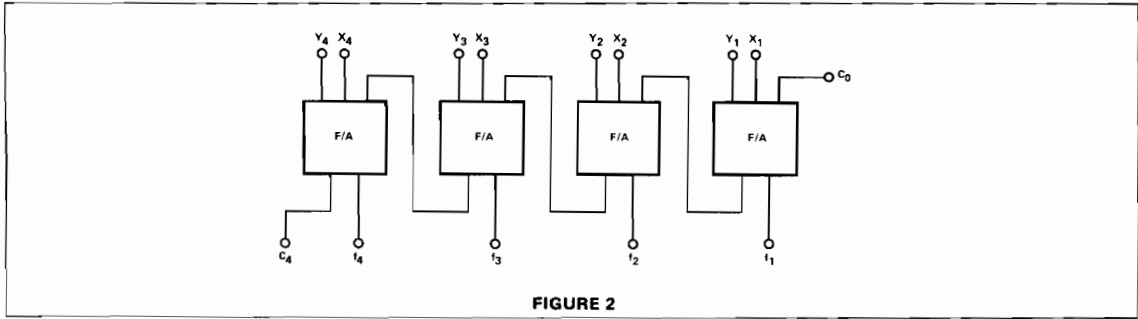 Y4 X4 Y3 X3 Y2 X2 Y1 X1
C0
F/A F/A F/A F/A
C4 f4 f3 f2 f1
FIGURE 2